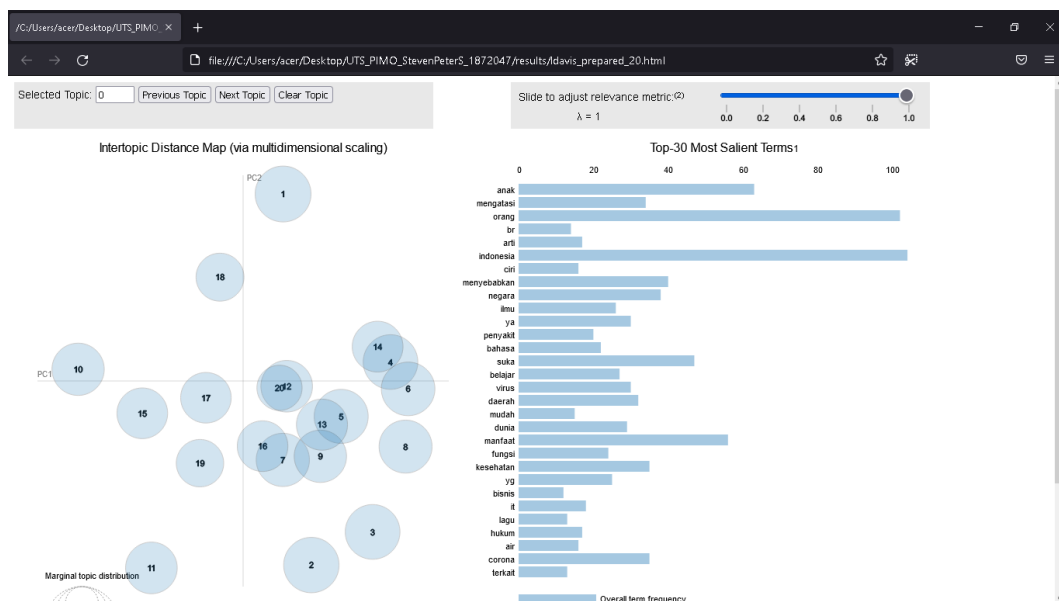 /C:/Users/acer/Desktop/UTS_PIMO_
file:///C:/Users/acer/Desktop/UTS_PIMO_StevenPeterS_1872047/results/ldavis_prepared_20.html
Selected Topic: 0 Previous Topic Next Topic Clear Topic
Slide to adjust relevance metric:(2)
λ = 1
0.0 0.2 0.4 0.6 0.8 1.0
Intertopic Distance Map (via multidimensional scaling)
PC2
PC1
1
18
14
4
10
6
20
12
17
15
5
13
16
8
7
9
19
3
2
11
Marginal topic distribution
Top-30 Most Salient Terms1
0 20 40 60 80 100
anak
mengatasi
orang
br
arti
indonesia
ciri
menyebabkan
negara
ilmu
ya
penyakit
bahasa
suka
belajar
virus
daerah
mudah
dunia
manfaat
fungsi
kesehatan
yg
bisnis
it
lagu
hukum
air
corona
terkait
Overall term frequency